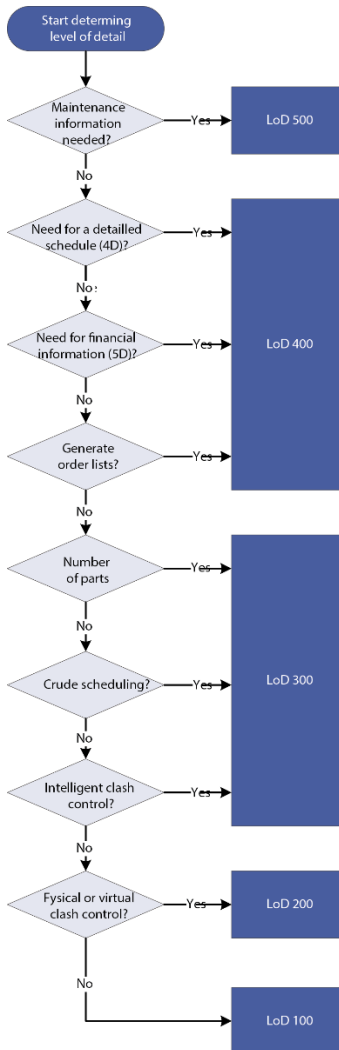 Start determing
level of detail
Maintenance
information
needed?
Yes
LoD 500
No
Need for a detailled
schedule (4D)?
Yes
No
Need for financial
information (5D)?
Yes
LoD 400
No
Generate
order lists?
Yes
No
Number
of parts
Yes
No
Crude scheduling?
Yes
LoD 300
No
Intelligent clash
control?
Yes
No
Fysical or virtual
clash control?
Yes
LoD 200
No
LoD 100